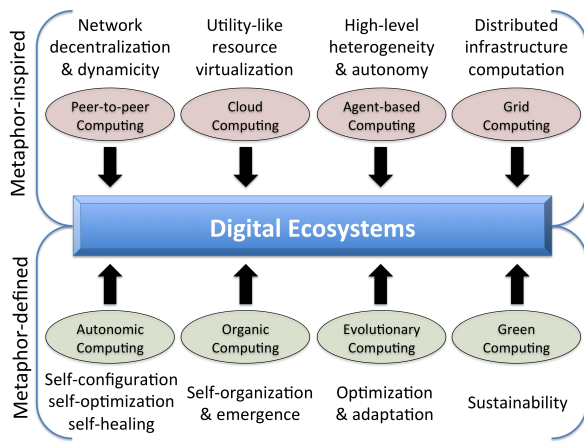 Metaphor-inspired
Network
decentralization
& dynamicity
Utility-like
resource
virtualization
High-level
heterogeneity
& autonomy
Distributed
infrastructure
computation
Peer-to-peer
Computing
Cloud
Computing
Agent-based
Computing
Grid
Computing
Digital Ecosystems
Metaphor-defined
Autonomic
Computing
Organic
Computing
Evolutionary
Computing
Green
Computing
Self-configuration
self-optimization
self-healing
Self-organization
& emergence
Optimization
& adaptation
Sustainability